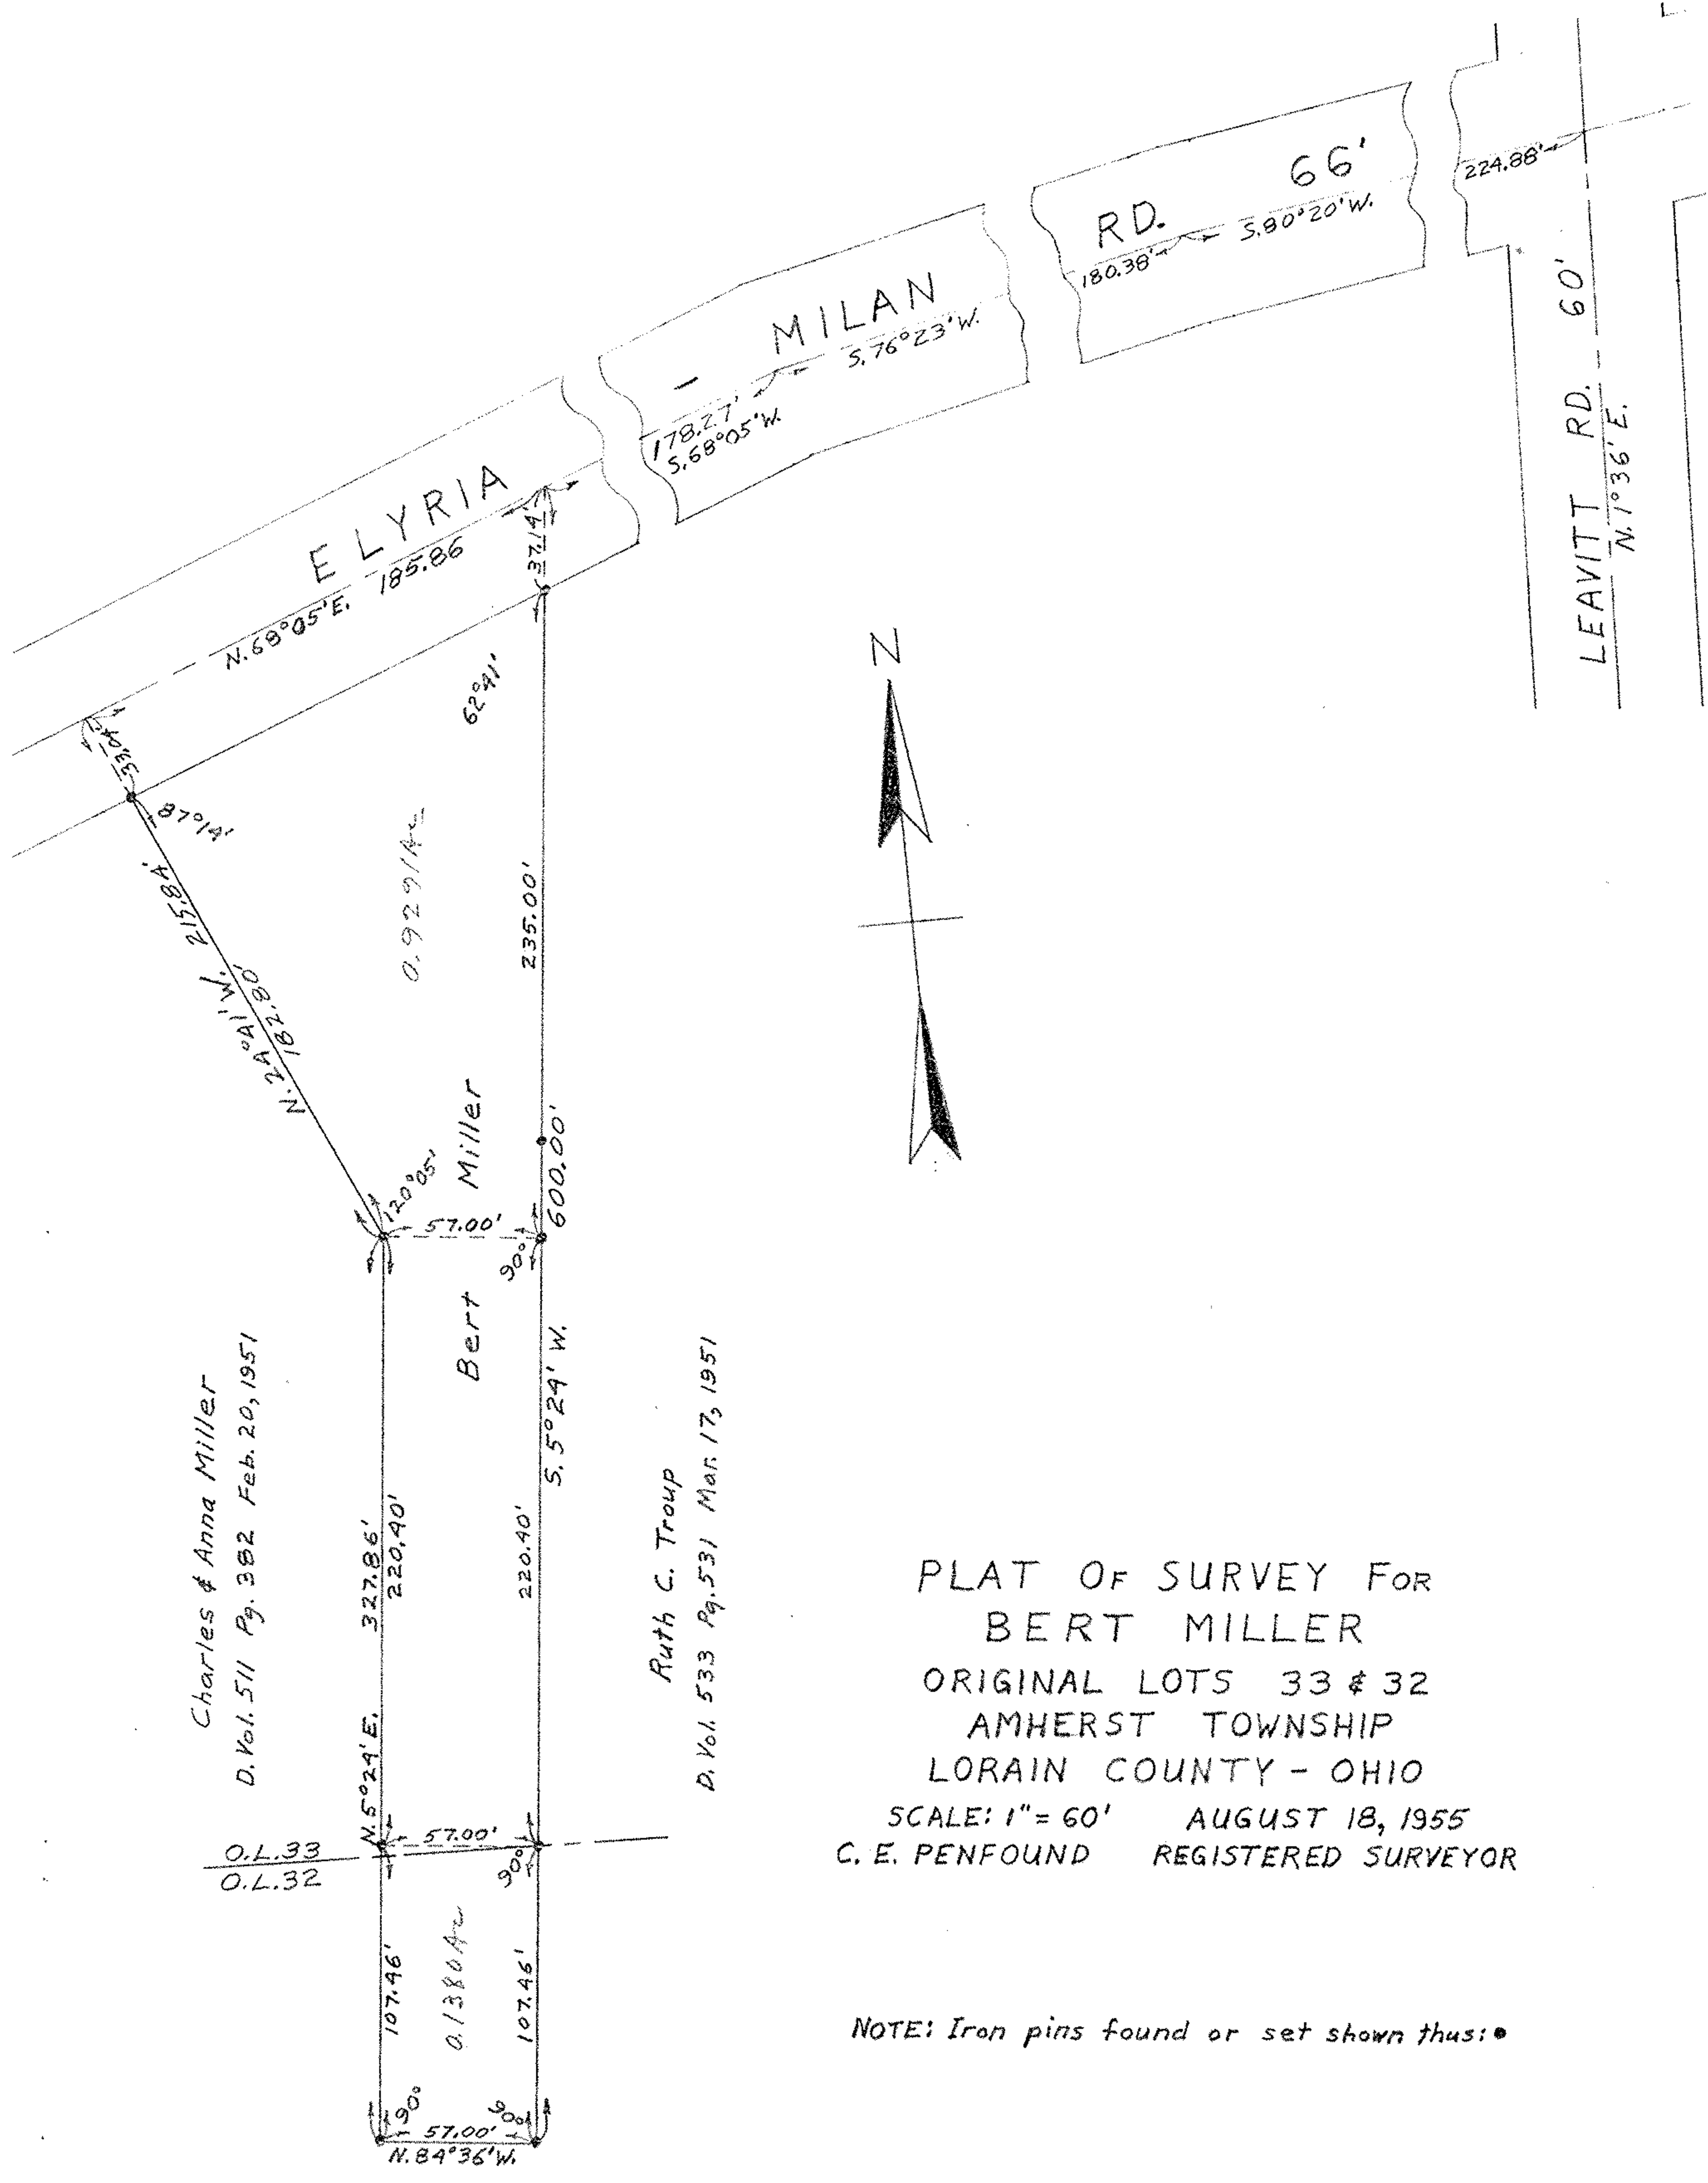 ELYRIA - MILAN RD. 66'
224.88'
S.80°20'W.
180.38'
S.76°23'W.
178.27'
S.68°05'W.
N.68°05'E. 185.86
37.14'
33.04'
LEAVITT RD. 60'
N.1°36'E.
N
62°41'
87°14'
0.9291Ac
235.00'
215.84'
N.24°41'W.
182.80'
120°05'
57.00'
90°
600.00'
Bert Miller
S. 5°24' W.
Charles & Anna Miller
D. Vol. 511 Pg. 382 Feb. 20, 1951
Ruth C. Troup
D. Vol. 533 Pg. 531 Mar. 17, 1951
N. 5°24' E. 327.86'
220.40'
220.40'
O.L.33
O.L.32
57.00'
90°
107.46'
0.1380Ac
107.46'
90°
90°
57.00'
N.84°36'W.
PLAT OF SURVEY FOR
BERT MILLER
ORIGINAL LOTS 33 & 32
AMHERST TOWNSHIP
LORAIN COUNTY - OHIO
SCALE: 1"=60' AUGUST 18, 1955
C. E. PENFOUND REGISTERED SURVEYOR
NOTE: Iron pins found or set shown thus: •